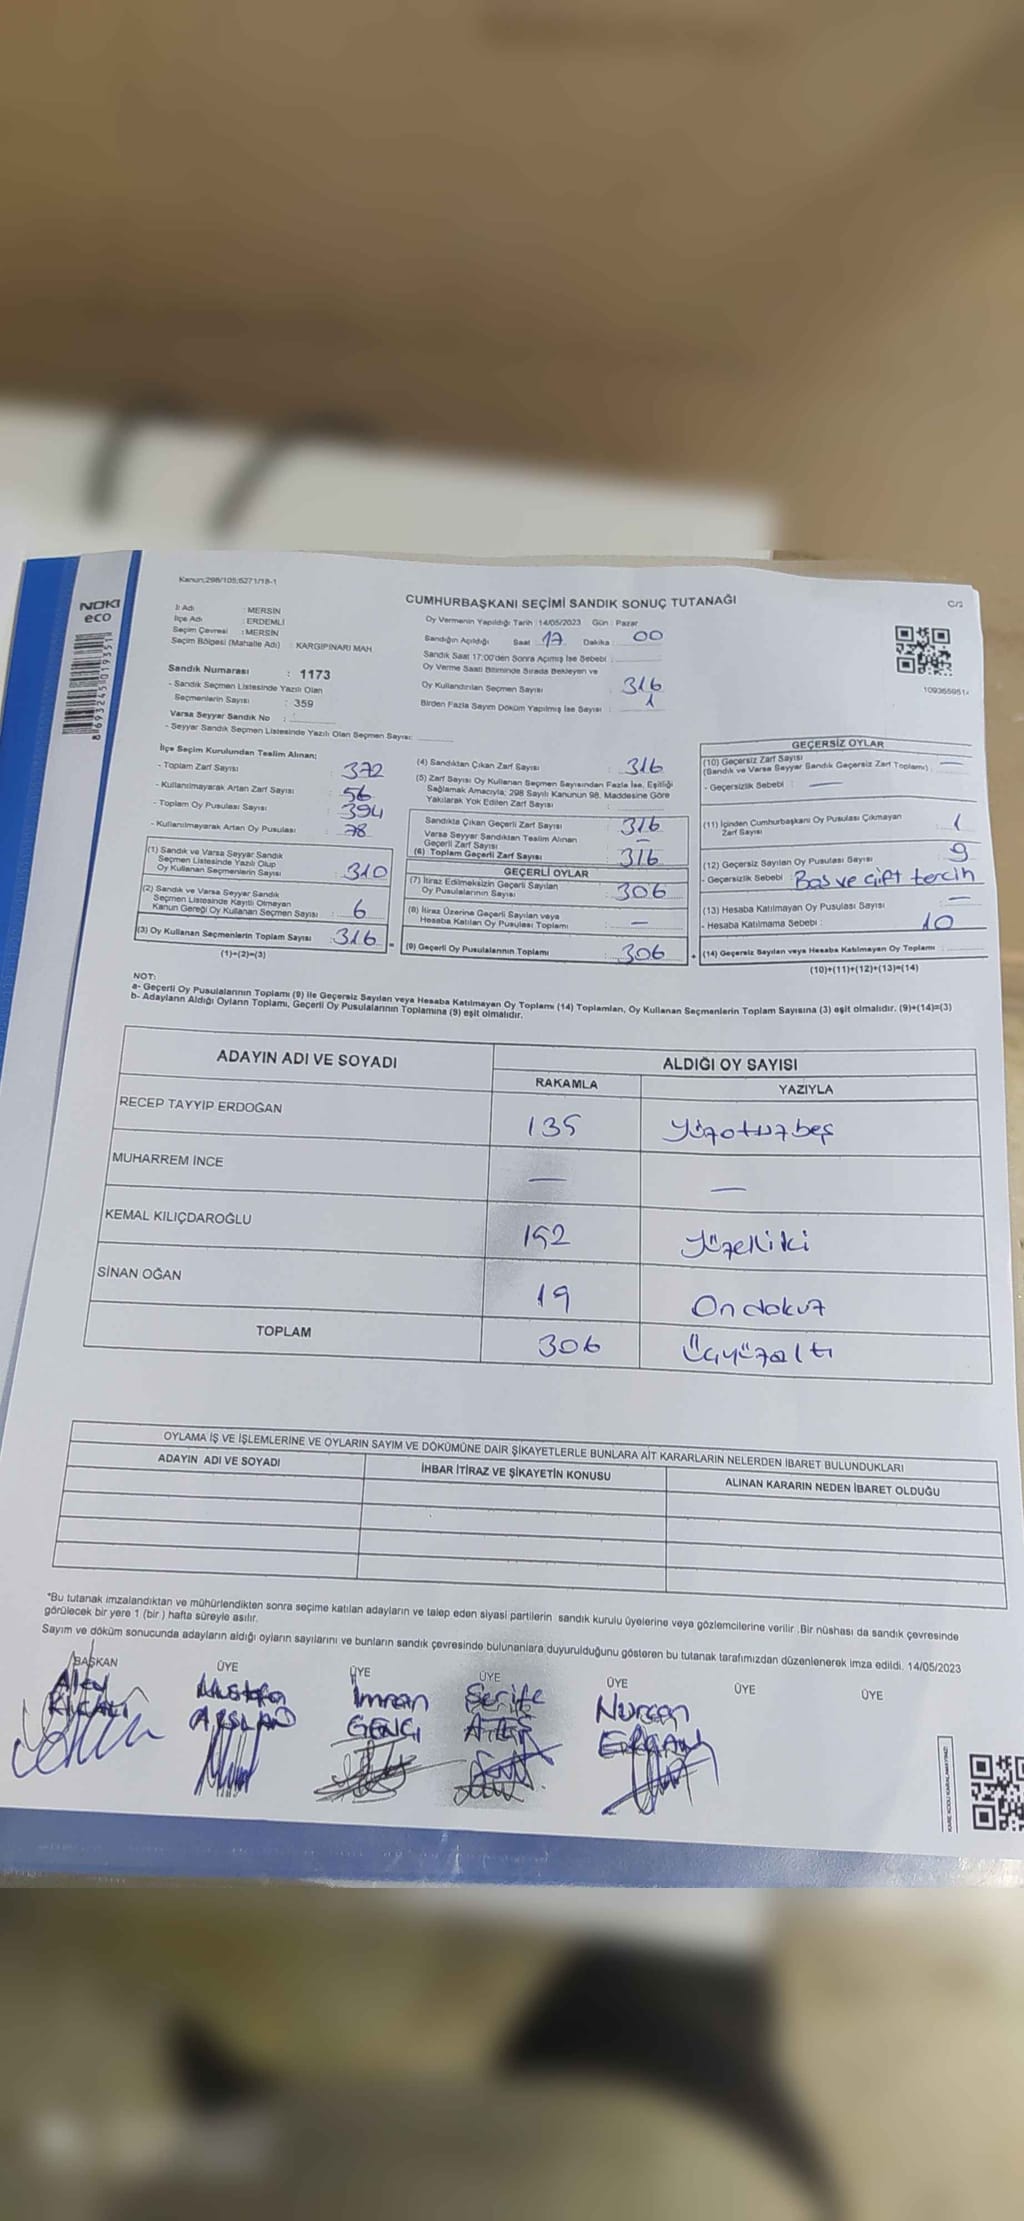 NOKI
eco
8693245019351
Kanun;298/105;6271/18-1
CUMHURBAŞKANI SEÇİMİ SANDIK SONUÇ TUTANAĞI
İl Adı : MERSİN
İlçe Adı : ERDEMLİ
Seçim Çevresi : MERSİN
Seçim Bölgesi (Mahalle Adı) : KARGIPINARI MAH
Sandık Numarası : 1173
- Sandık Seçmen Listesinde Yazılı Olan
Seçmenlerin Sayısı : 359
Varsa Seyyar Sandık No :
- Seyyar Sandık Seçmen Listesinde Yazılı Olan Seçmen Sayısı:
Oy Vermenin Yapıldığı Tarih : 14/05/2023 Gün : Pazar
Sandığın Açıldığı Saat : 17 Dakika : 00
Sandık Saat 17:00'den Sonra Açımış İse Sebebi :
Oy Verme Saati Bitiminde Sırada Bekleyen ve
Oy Kullandırılan Seçmen Sayısı : 316
Birden Fazla Sayım Döküm Yapılmış İse Sayısı : 1
İlçe Seçim Kurulundan Teslim Alınan:
- Toplam Zarf Sayısı : 372
- Kullanılmayarak Artan Zarf Sayısı : 56
- Toplam Oy Pusulası Sayısı : 394
- Kullanılmayarak Artan Oy Pusulası : 78
(1) Sandık ve Varsa Seyyar Sandık
Seçmen Listesinde Yazılı Olup
Oy Kullanan Seçmenlerin Sayısı : 310
(2) Sandık ve Varsa Seyyar Sandık
Seçmen Listesinde Kayıtlı Olmayan
Kanun Gereği Oy Kullanan Seçmen Sayısı : 6
(3) Oy Kullanan Seçmenlerin Toplam Sayısı : 316
(1)+(2)=(3)
(4) Sandıktan Çıkan Zarf Sayısı : 316
(5) Zarf Sayısı Oy Kullanan Seçmen Sayısından Fazla İse, Eşitliği
Sağlamak Amacıyla; 298 Sayılı Kanunun 98. Maddesine Göre
Yakılarak Yok Edilen Zarf Sayısı :
Sandıkta Çıkan Geçerli Zarf Sayısı : 316
Varsa Seyyar Sandıktan Teslim Alınan
Geçerli Zarf Sayısı : —
(6) Toplam Geçerli Zarf Sayısı : 316
GEÇERLİ OYLAR
(7) İtiraz Edilmeksizin Geçerli Sayılan
Oy Pusulalarının Sayısı : 306
(8) İtiraz Üzerine Geçerli Sayılan veya
Hesaba Katılan Oy Pusulası Toplamı : —
(9) Geçerli Oy Pusulalarının Toplamı : 306
GEÇERSİZ OYLAR
(10) Geçersiz Zarf Sayısı
(Sandık ve Varsa Seyyar Sandık Geçersiz Zarf Toplamı) : —
- Geçersizlik Sebebi : —
(11) İçinden Cumhurbaşkanı Oy Pusulası Çıkmayan
Zarf Sayısı : 1
(12) Geçersiz Sayılan Oy Pusulası Sayısı : 9
- Geçersizlik Sebebi : Boş ve çift tercih
(13) Hesaba Katılmayan Oy Pusulası Sayısı : —
- Hesaba Katılmama Sebebi : 10
(14) Geçersiz Sayılan veya Hesaba Katılmayan Oy Toplamı :
(10)+(11)+(12)+(13)=(14)
NOT:
a- Geçerli Oy Pusulalarının Toplamı (9) ile Geçersiz Sayılan veya Hesaba Katılmayan Oy Toplamı (14) Toplamları, Oy Kullanan Seçmenlerin Toplam Sayısına (3) eşit olmalıdır. (9)+(14)=(3)
b- Adayların Aldığı Oyların Toplamı, Geçerli Oy Pusulalarının Toplamına (9) eşit olmalıdır.
ADAYIN ADI VE SOYADI ALDIĞI OY SAYISI
RAKAMLA YAZIYLA
RECEP TAYYİP ERDOĞAN 135 Yüzotuzbeş
MUHARREM İNCE — —
KEMAL KILIÇDAROĞLU 152 Yüzelliiki
SİNAN OĞAN 19 On dokuz
TOPLAM 306 Üçyüzaltı
OYLAMA İŞ VE İŞLEMLERİNE VE OYLARIN SAYIM VE DÖKÜMÜNE DAİR ŞİKAYETLERLE BUNLARA AİT KARARLARIN NELERDEN İBARET BULUNDUKLARI
ADAYIN ADI VE SOYADI İHBAR İTİRAZ VE ŞİKAYETİN KONUSU ALINAN KARARIN NEDEN İBARET OLDUĞU
*Bu tutanak imzalandıktan ve mühürlendikten sonra seçime katılan adayların ve talep eden siyasi partilerin sandık kurulu üyelerine veya gözlemcilerine verilir .Bir nüshası da sandık çevresinde
görülecek bir yere 1 (bir ) hafta süreyle asılır.
Sayım ve döküm sonucunda adayların aldığı oyların sayılarını ve bunların sandık çevresinde bulunanlara duyurulduğunu gösteren bu tutanak tarafımızdan düzenlenerek imza edildi. 14/05/2023
BAŞKAN ÜYE ÜYE ÜYE ÜYE ÜYE ÜYE
Mustafa İmran Şerife Nurcan
ARSLAN GENÇ